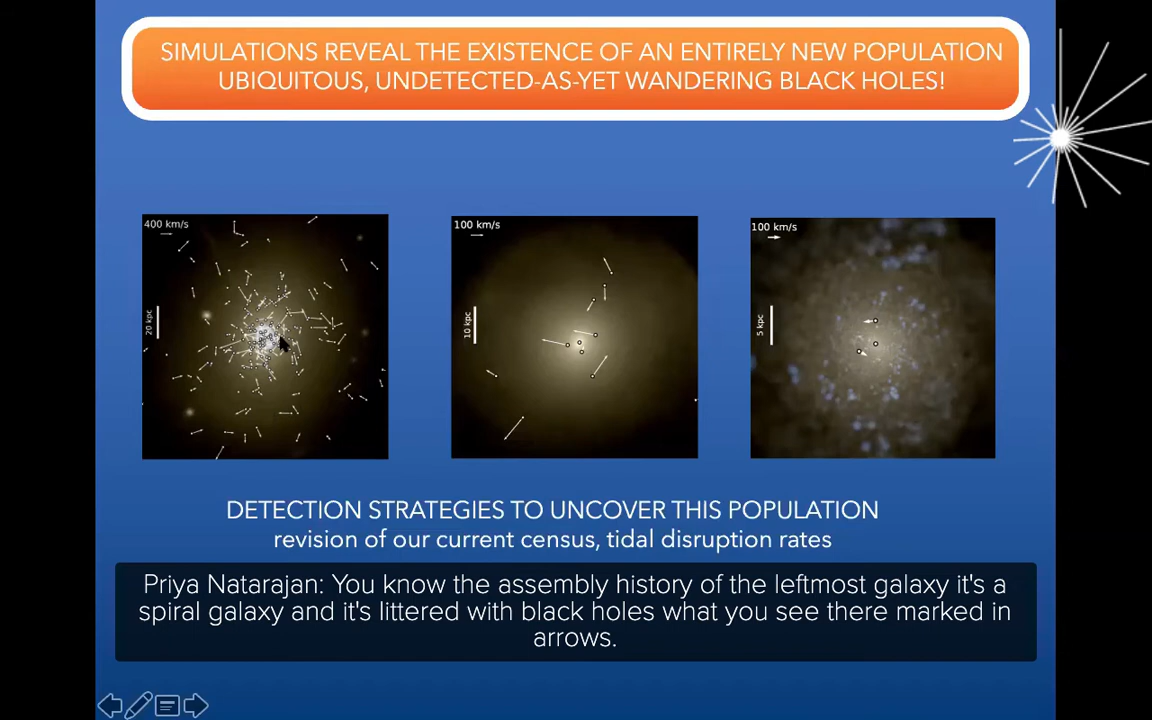 SIMULATIONS REVEAL THE EXISTENCE OF AN ENTIRELY NEW POPULATION
UBIQUITOUS, UNDETECTED-AS-YET WANDERING BLACK HOLES!
400 km/s
20 kpc
100 km/s
10 kpc
100 km/s
5 kpc
DETECTION STRATEGIES TO UNCOVER THIS POPULATION
revision of our current census, tidal disruption rates
Priya Natarajan: You know the assembly history of the leftmost galaxy it's a
spiral galaxy and it's littered with black holes what you see there marked in
arrows.